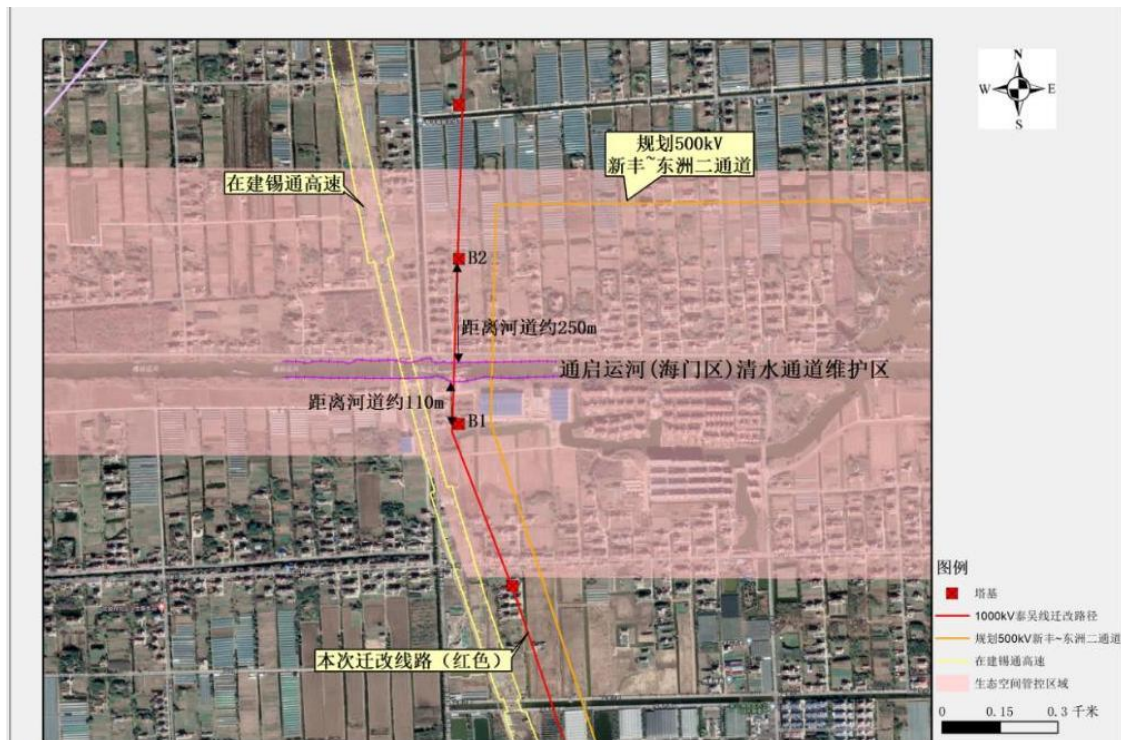 N
W
E
S
规划500kV
新丰~东洲二通道
在建锡通高速
B2
距离河道约250m
通启运河(海门区)清水通道维护区
距离河道约110m
B1
本次迁改线路（红色）
图例
塔基
1000kV泰吴线迁改路径
规划500kV新丰~东洲二通道
在建锡通高速
生态空间管控区域
0 0.15 0.3 千米